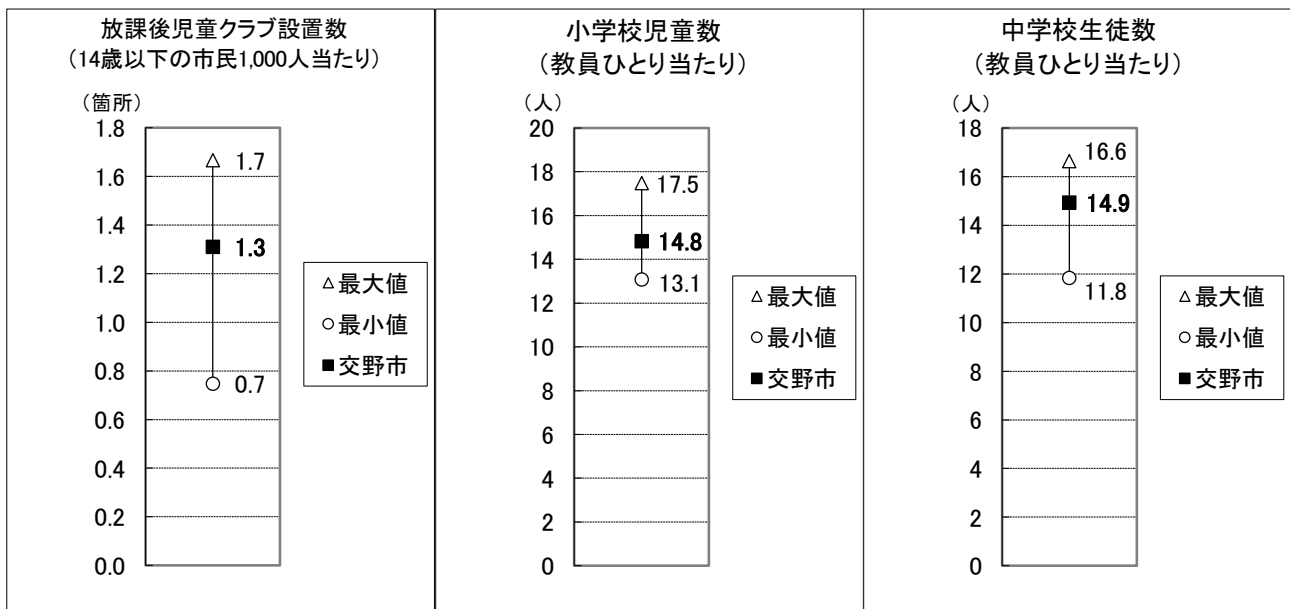 放課後児童クラブ設置数
（14歳以下の市民1,000人当たり）
（箇所）
1.8
1.6
1.4
1.2
1.0
0.8
0.6
0.4
0.2
0.0
1.7
1.3
0.7
△最大値
○最小値
■交野市
小学校児童数
（教員ひとり当たり）
（人）
20
18
16
14
12
10
8
6
4
2
0
17.5
14.8
13.1
△最大値
○最小値
■交野市
中学校生徒数
（教員ひとり当たり）
（人）
18
16
14
12
10
8
6
4
2
0
16.6
14.9
11.8
△最大値
○最小値
■交野市